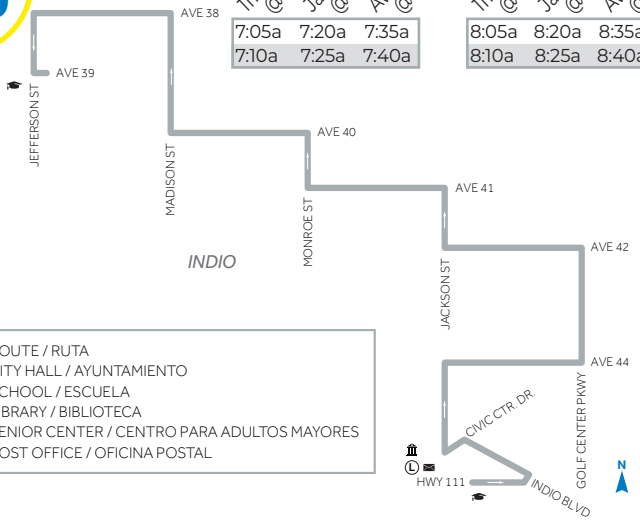 AVE 38
7:05a 7:20a 7:35a
7:10a 7:25a 7:40a
8:05a 8:20a 8:35a
8:10a 8:25a 8:40a
AVE 39
JEFFERSON ST
MADISON ST
AVE 40
MONROE ST
AVE 41
INDIO
JACKSON ST
AVE 42
AVE 44
GOLF CENTER PKWY
CIVIC CTR. DR.
HWY 111
INDIO BLVD
L
N
OUTE / RUTA
ITY HALL / AYUNTAMIENTO
CHOOL / ESCUELA
BRARY / BIBLIOTECA
ENIOR CENTER / CENTRO PARA ADULTOS MAYORES
OST OFFICE / OFICINA POSTAL